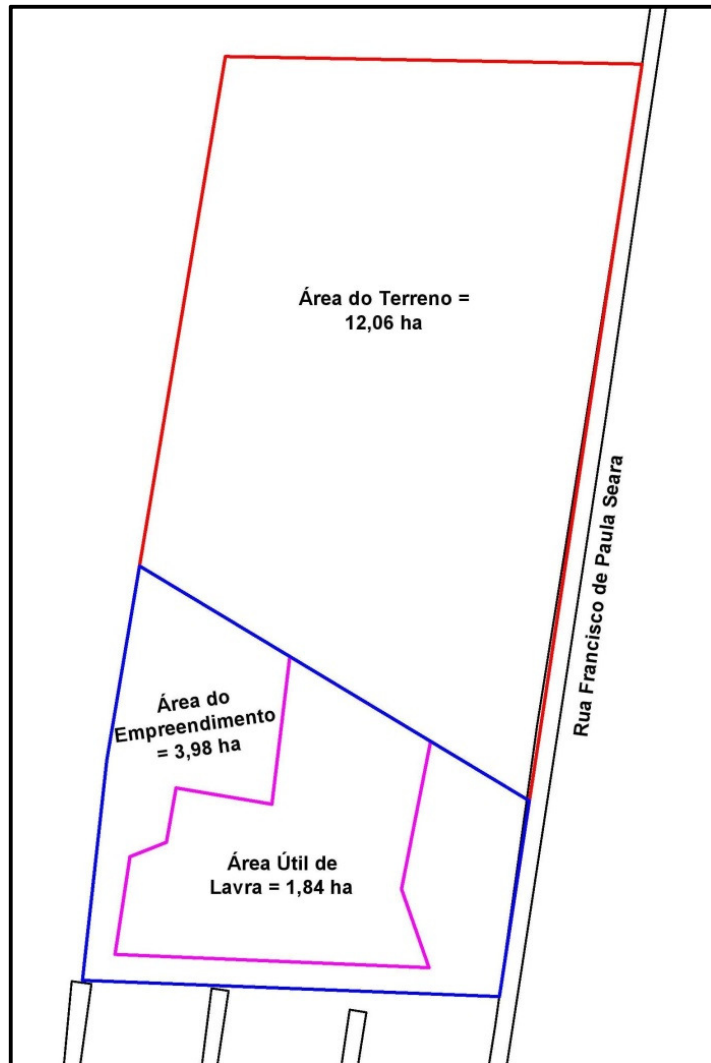 Área do Terreno =
12,06 ha
Rua Francisco de Paula Seara
Área do
Empreendimento
= 3,98 ha
Área Útil de
Lavra = 1,84 ha